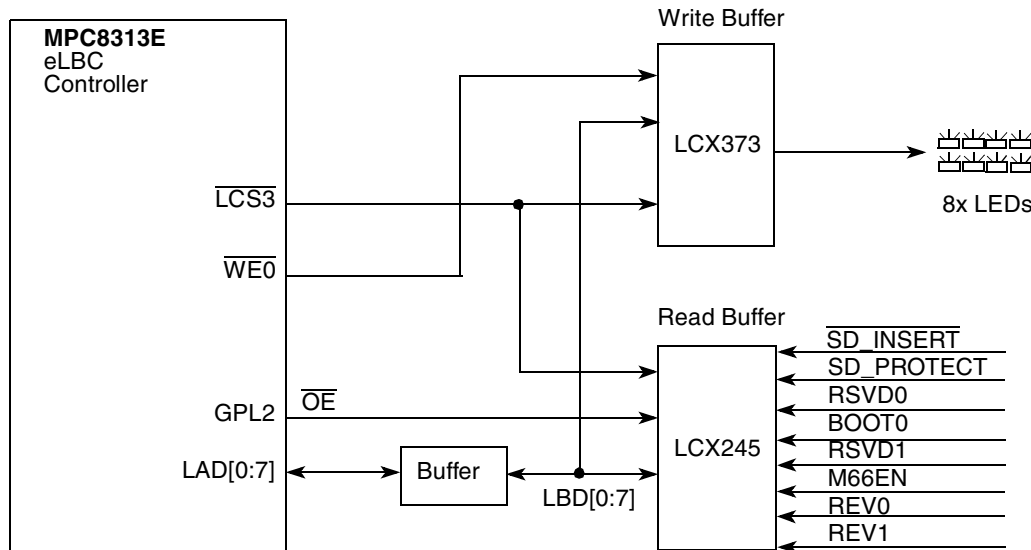 Write Buffer
MPC8313E
eLBC
Controller
LCX373
LCS3
8x LEDs
WE0
Read Buffer
SD_INSERT
SD_PROTECT
RSVD0
GPL2
OE
BOOT0
LCX245
RSVD1
LAD[0:7]
Buffer
M66EN
LBD[0:7]
REV0
REV1